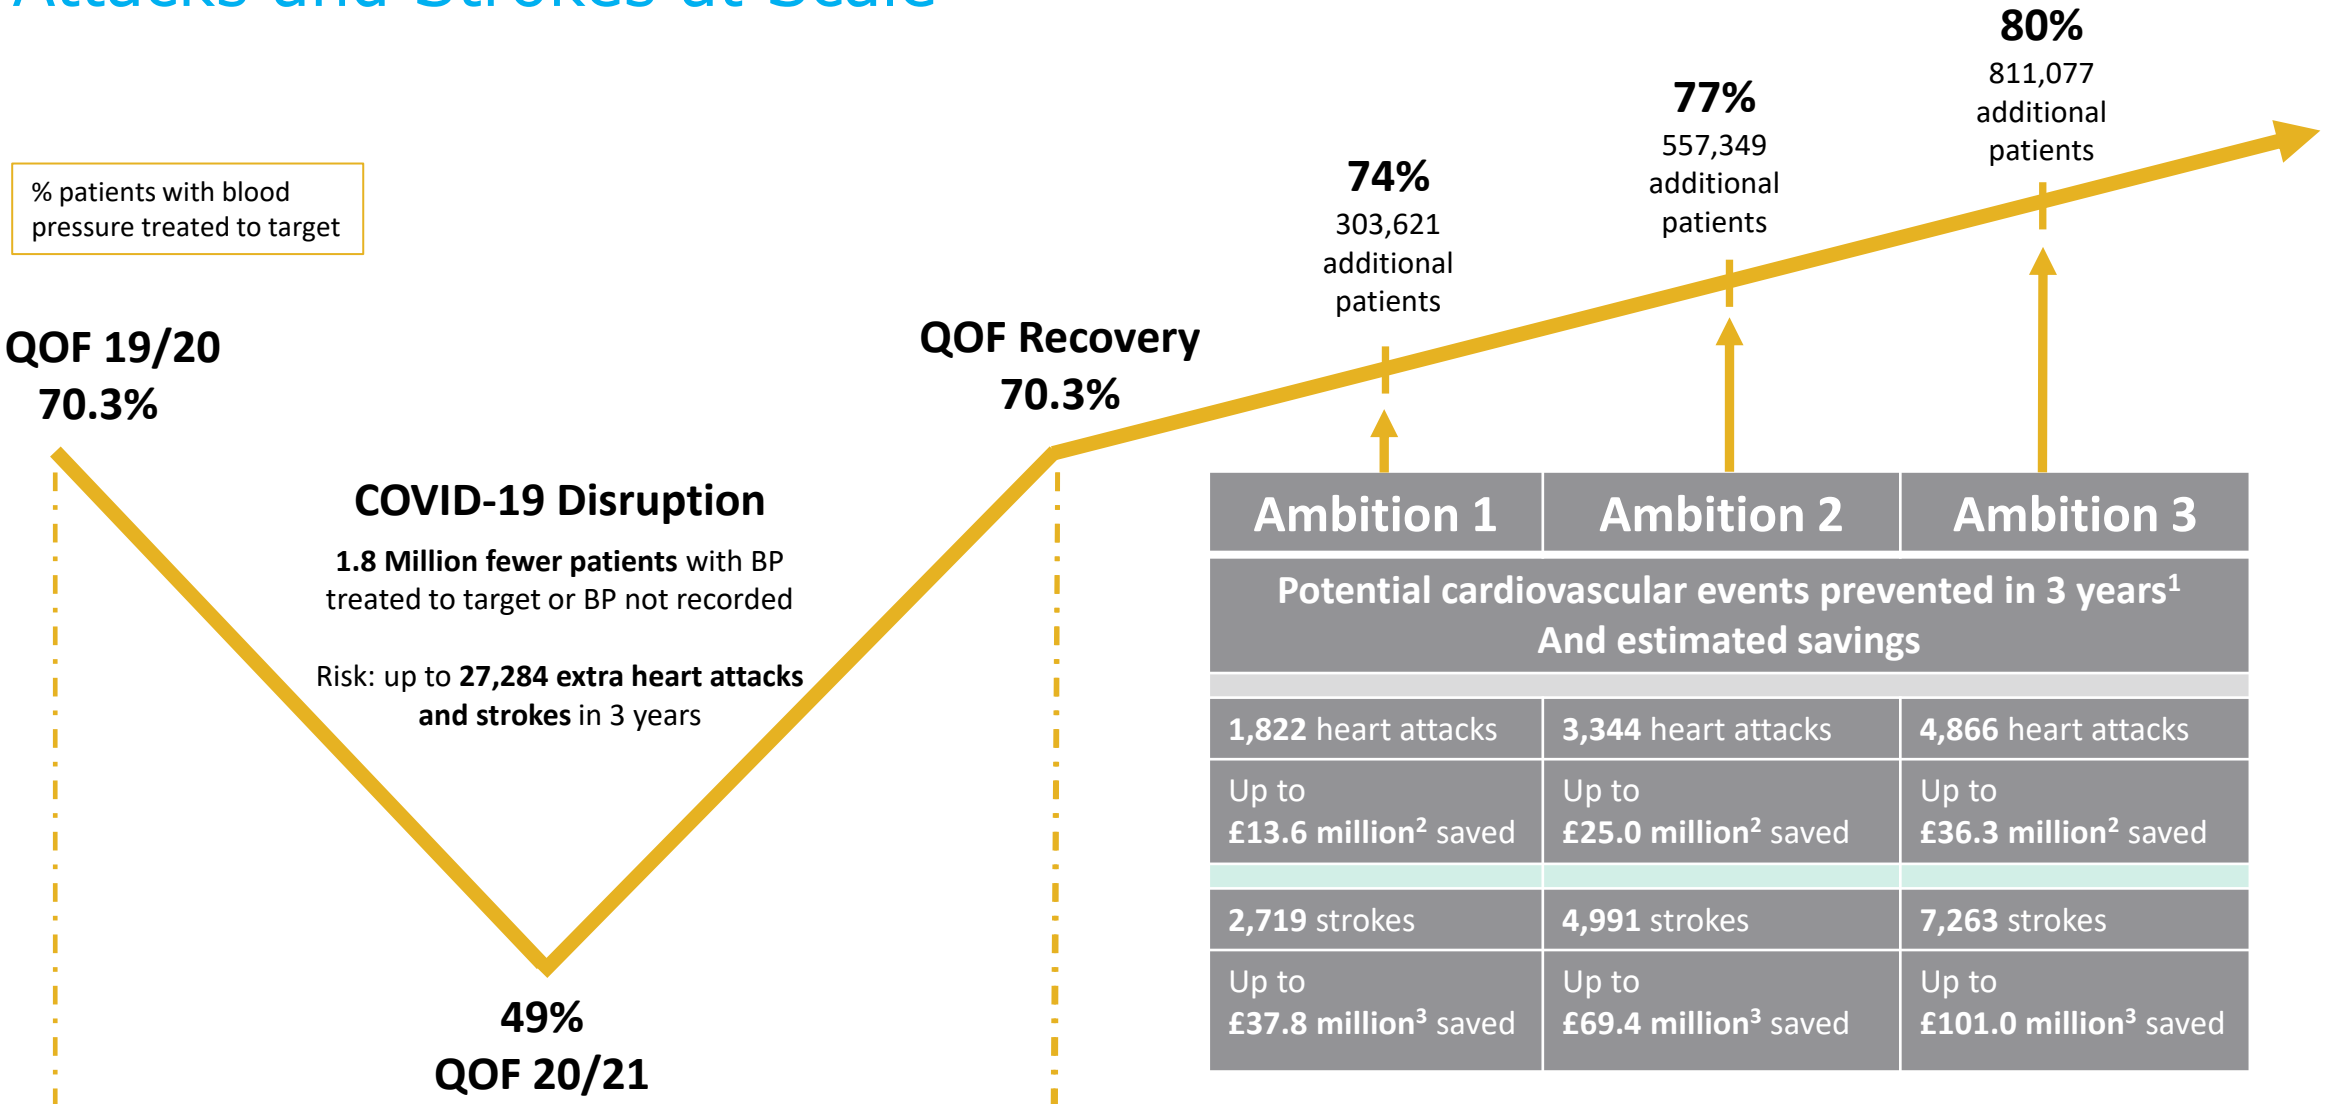 Attacks and Strokes at Scale
% patients with blood
pressure treated to target
QOF 19/20
70.3%
COVID-19 Disruption
1.8 Million fewer patients with BP
treated to target or BP not recorded
Risk: up to 27,284 extra heart attacks
and strokes in 3 years
49%
QOF 20/21
QOF Recovery
70.3%
74%
303,621
additional
patients
77%
557,349
additional
patients
80%
811,077
additional
patients
Ambition 1 Ambition 2 Ambition 3
Potential cardiovascular events prevented in 3 years¹
And estimated savings
1,822 heart attacks 3,344 heart attacks 4,866 heart attacks
Up to Up to Up to
£13.6 million² saved £25.0 million² saved £36.3 million² saved
2,719 strokes 4,991 strokes 7,263 strokes
Up to Up to Up to
£37.8 million³ saved £69.4 million³ saved £101.0 million³ saved